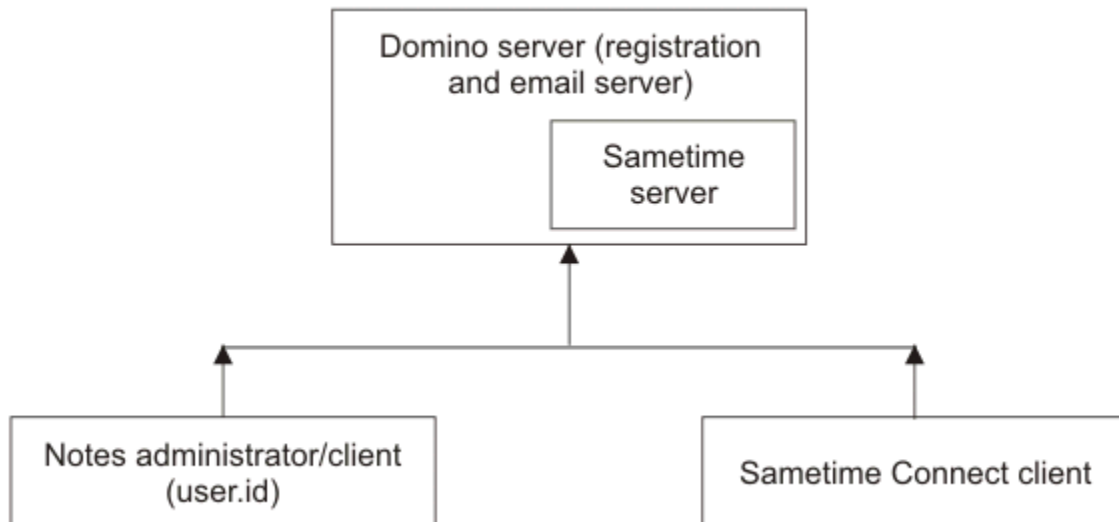 Domino server (registration
and email server)
Sametime
server
Notes administrator/client
(user.id)
Sametime Connect client